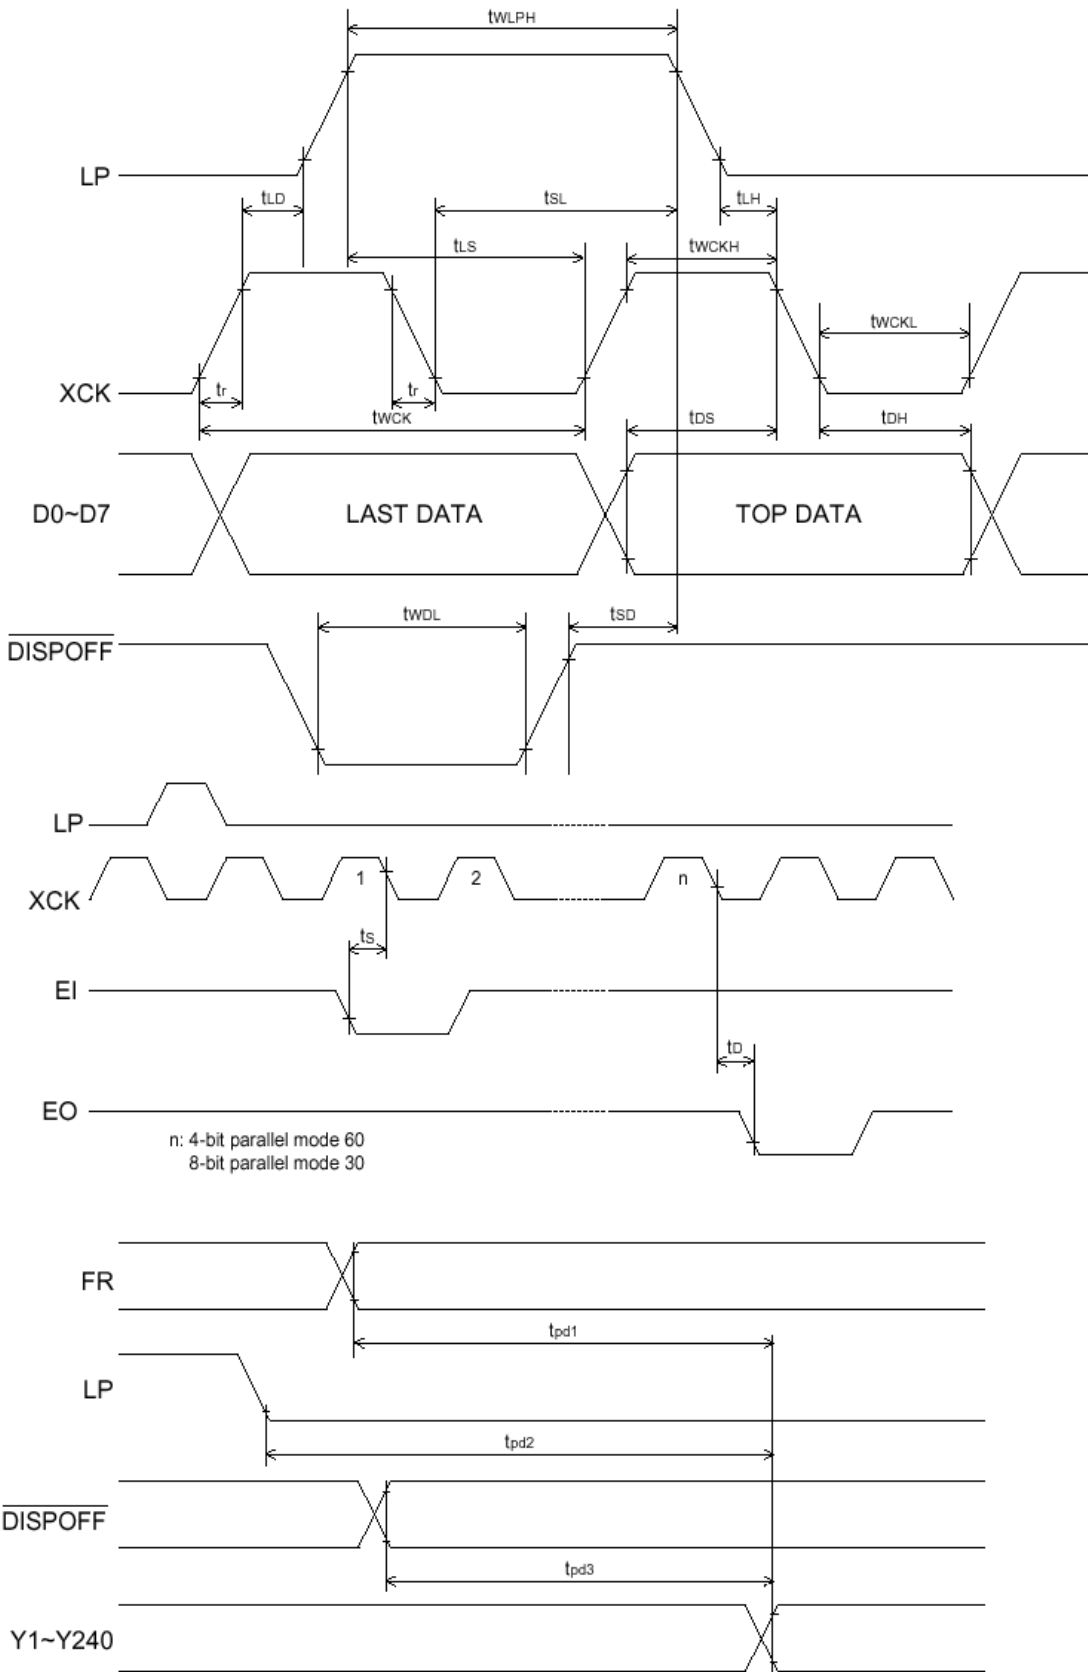 tWLPH
LP
tLD
tSL
tLH
tLS
tWCKH
tWCKL
XCK
tr
tr
tWCK
tDS
tDH
D0~D7
LAST DATA
TOP DATA
tWDL
tSD
DISPOFF
LP
XCK
1
2
n
ts
EI
tD
EO
n: 4-bit parallel mode 60
8-bit parallel mode 30
FR
tpd1
LP
tpd2
DISPOFF
tpd3
Y1~Y240